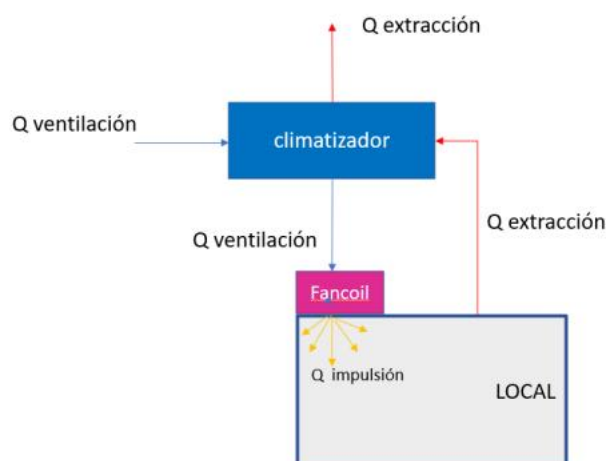 Q extracción
Q ventilación
climatizador
Q extracción
Q ventilación
Fancoil
Q impulsión
LOCAL